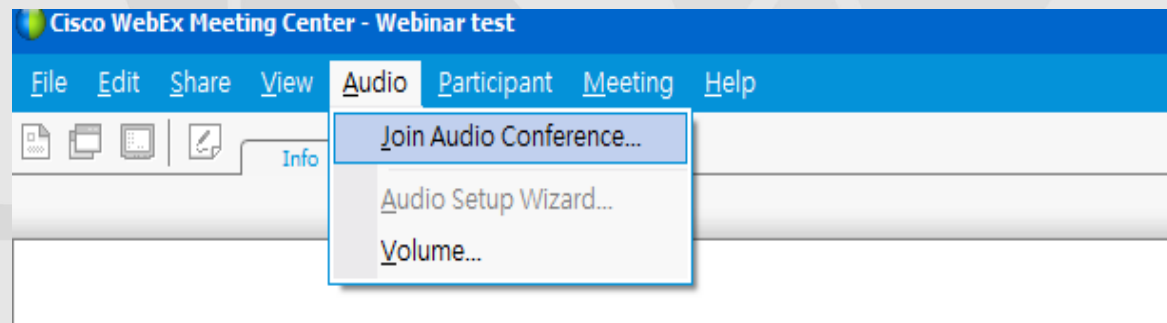 Cisco WebEx Meeting Center - Webinar test
File Edit Share View Audio Participant Meeting Help
Info
Join Audio Conference...
Audio Setup Wizard...
Volume...